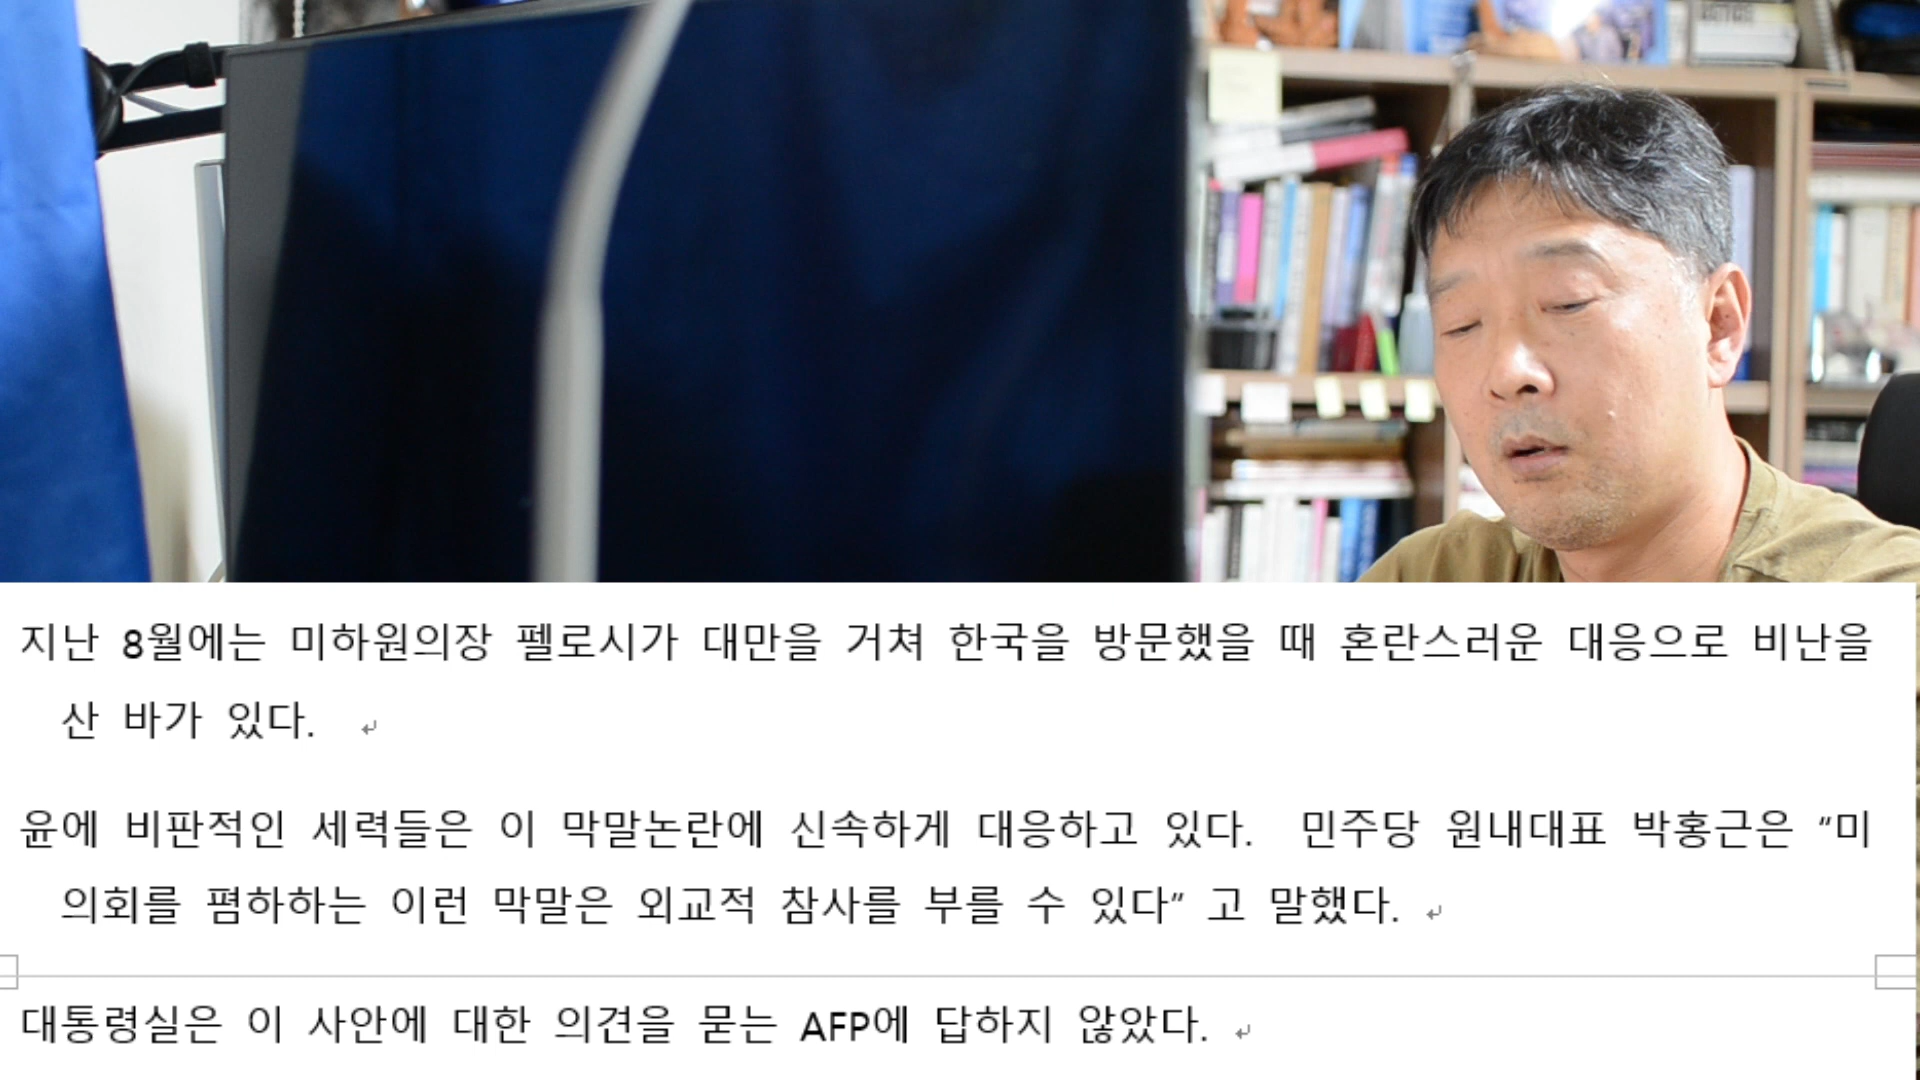 지난 8월에는 미하원의장 펠로시가 대만을 거쳐 한국을 방문했을 때 혼란스러운 대응으로 비난을
산 바가 있다. ↵
윤에 비판적인 세력들은 이 막말논란에 신속하게 대응하고 있다. 민주당 원내대표 박홍근은 “미
의회를 폄하하는 이런 막말은 외교적 참사를 부를 수 있다” 고 말했다. ↵
대통령실은 이 사안에 대한 의견을 묻는 AFP에 답하지 않았다. ↵